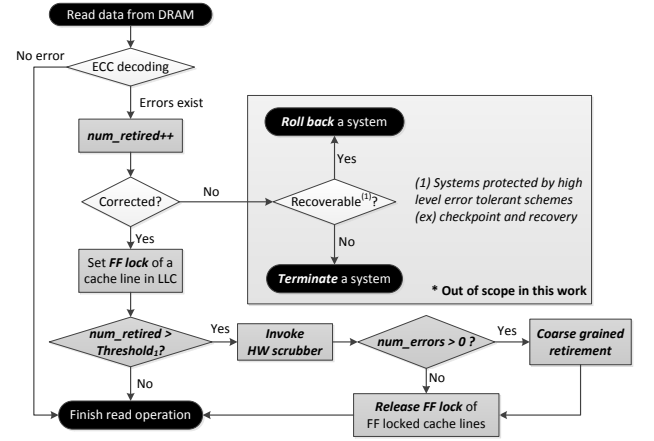 Read data from DRAM
No error
ECC decoding
Errors exist
num_retired++
Roll back a system
Yes
Corrected?
No
Recoverable(1)?
(1) Systems protected by high
level error tolerant schemes
(ex) checkpoint and recovery
Yes
No
Set FF lock of a
cache line in LLC
Terminate a system
* Out of scope in this work
num_retired >
Threshold1?
Yes
Invoke
HW scrubber
num_errors > 0 ?
Yes
Coarse grained
retirement
No
No
Finish read operation
Release FF lock of
FF locked cache lines